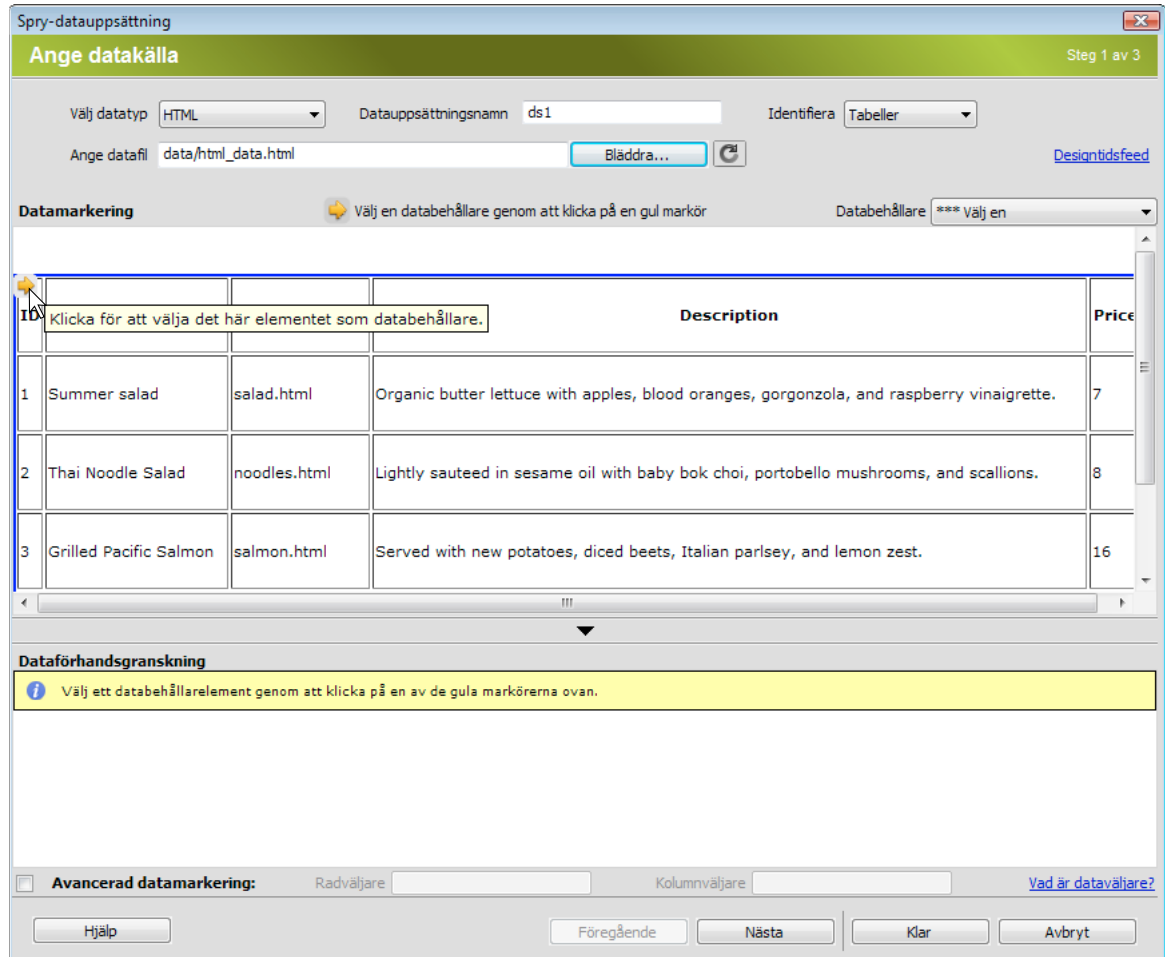 Spry-datauppsättning
Ange datakälla
Steg 1 av 3
Välj datatyp HTML Datauppsättningsnamn ds1 Identifiera Tabeller
Ange datafil data/html_data.html Bläddra... Designtidsfeed
Datamarkering Välj en databehållare genom att klicka på en gul markör Databehållare *** Välj en
ID Description Price
Klicka för att välja det här elementet som databehållare.
1 Summer salad salad.html Organic butter lettuce with apples, blood oranges, gorgonzola, and raspberry vinaigrette. 7
2 Thai Noodle Salad noodles.html Lightly sauteed in sesame oil with baby bok choi, portobello mushrooms, and scallions. 8
3 Grilled Pacific Salmon salmon.html Served with new potatoes, diced beets, Italian parlsey, and lemon zest. 16
Dataförhandsgranskning
Välj ett databehållarelement genom att klicka på en av de gula markörerna ovan.
Avancerad datamarkering: Radväljare Kolumnväljare Vad är dataväljare?
Hjälp Föregående Nästa Klar Avbryt